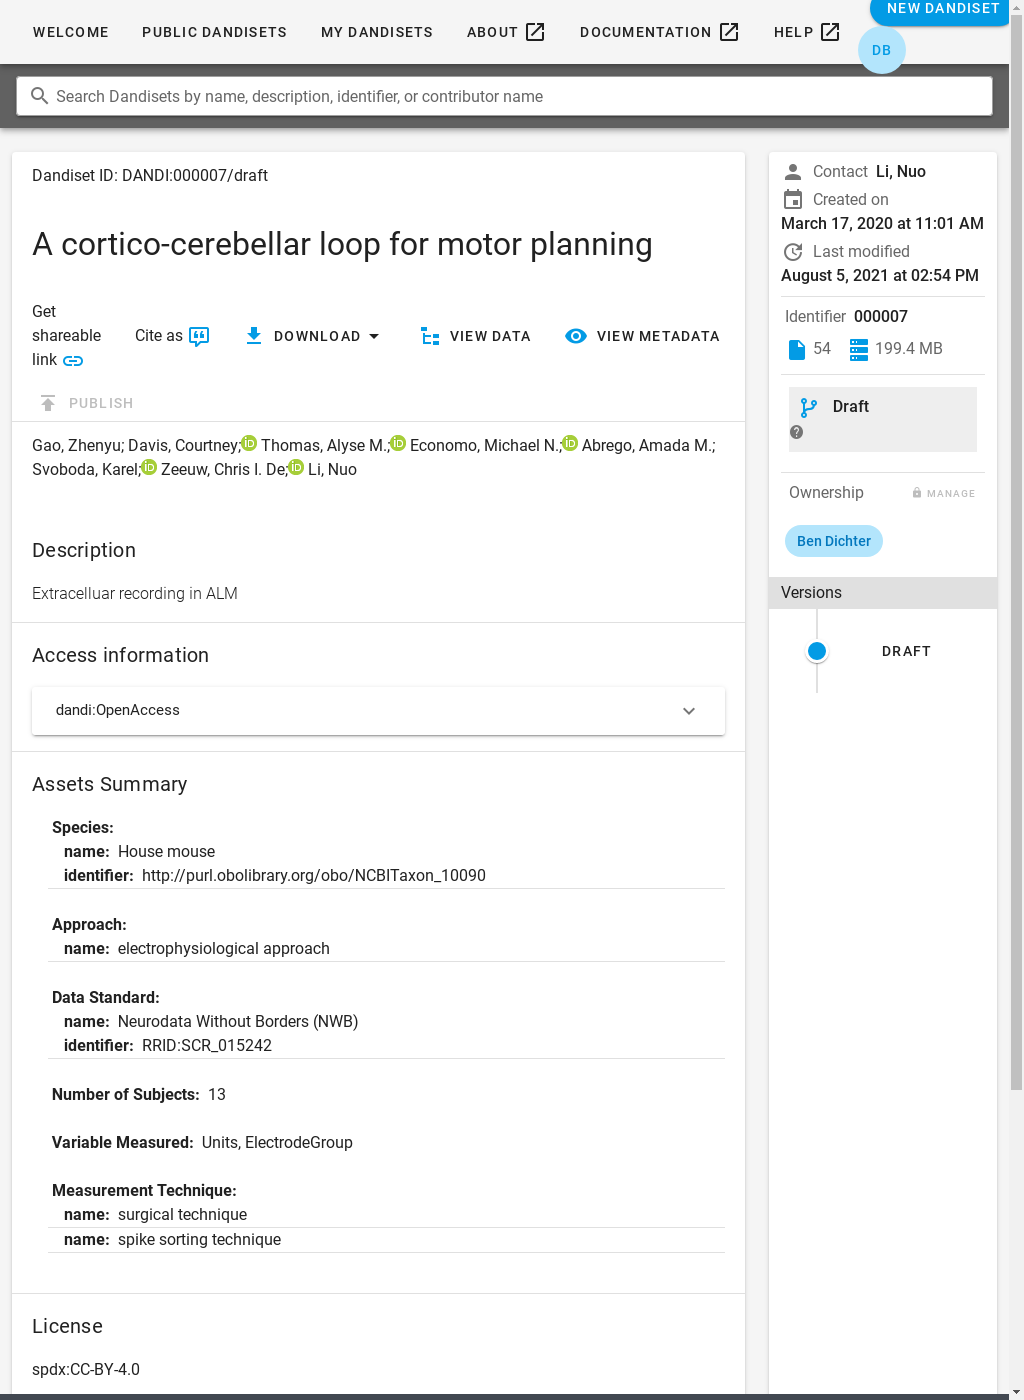 WELCOME PUBLIC DANDISETS MY DANDISETS ABOUT DOCUMENTATION HELP NEW DANDISET
DB
Search Dandisets by name, description, identifier, or contributor name
Dandiset ID: DANDI:000007/draft
A cortico-cerebellar loop for motor planning
Get
shareable
link
Cite as DOWNLOAD VIEW DATA VIEW METADATA
PUBLISH
Gao, Zhenyu; Davis, Courtney; iD Thomas, Alyse M.; iD Economo, Michael N.; iD Abrego, Amada M.;
Svoboda, Karel; iD Zeeuw, Chris I. De; iD Li, Nuo
Description
Extracelluar recording in ALM
Access information
dandi:OpenAccess
Assets Summary
Species:
name: House mouse
identifier: http://purl.obolibrary.org/obo/NCBITaxon_10090
Approach:
name: electrophysiological approach
Data Standard:
name: Neurodata Without Borders (NWB)
identifier: RRID:SCR_015242
Number of Subjects: 13
Variable Measured: Units, ElectrodeGroup
Measurement Technique:
name: surgical technique
name: spike sorting technique
License
spdx:CC-BY-4.0
Contact Li, Nuo
Created on
March 17, 2020 at 11:01 AM
Last modified
August 5, 2021 at 02:54 PM
Identifier 000007
54 199.4 MB
Draft
?
Ownership MANAGE
Ben Dichter
Versions
DRAFT